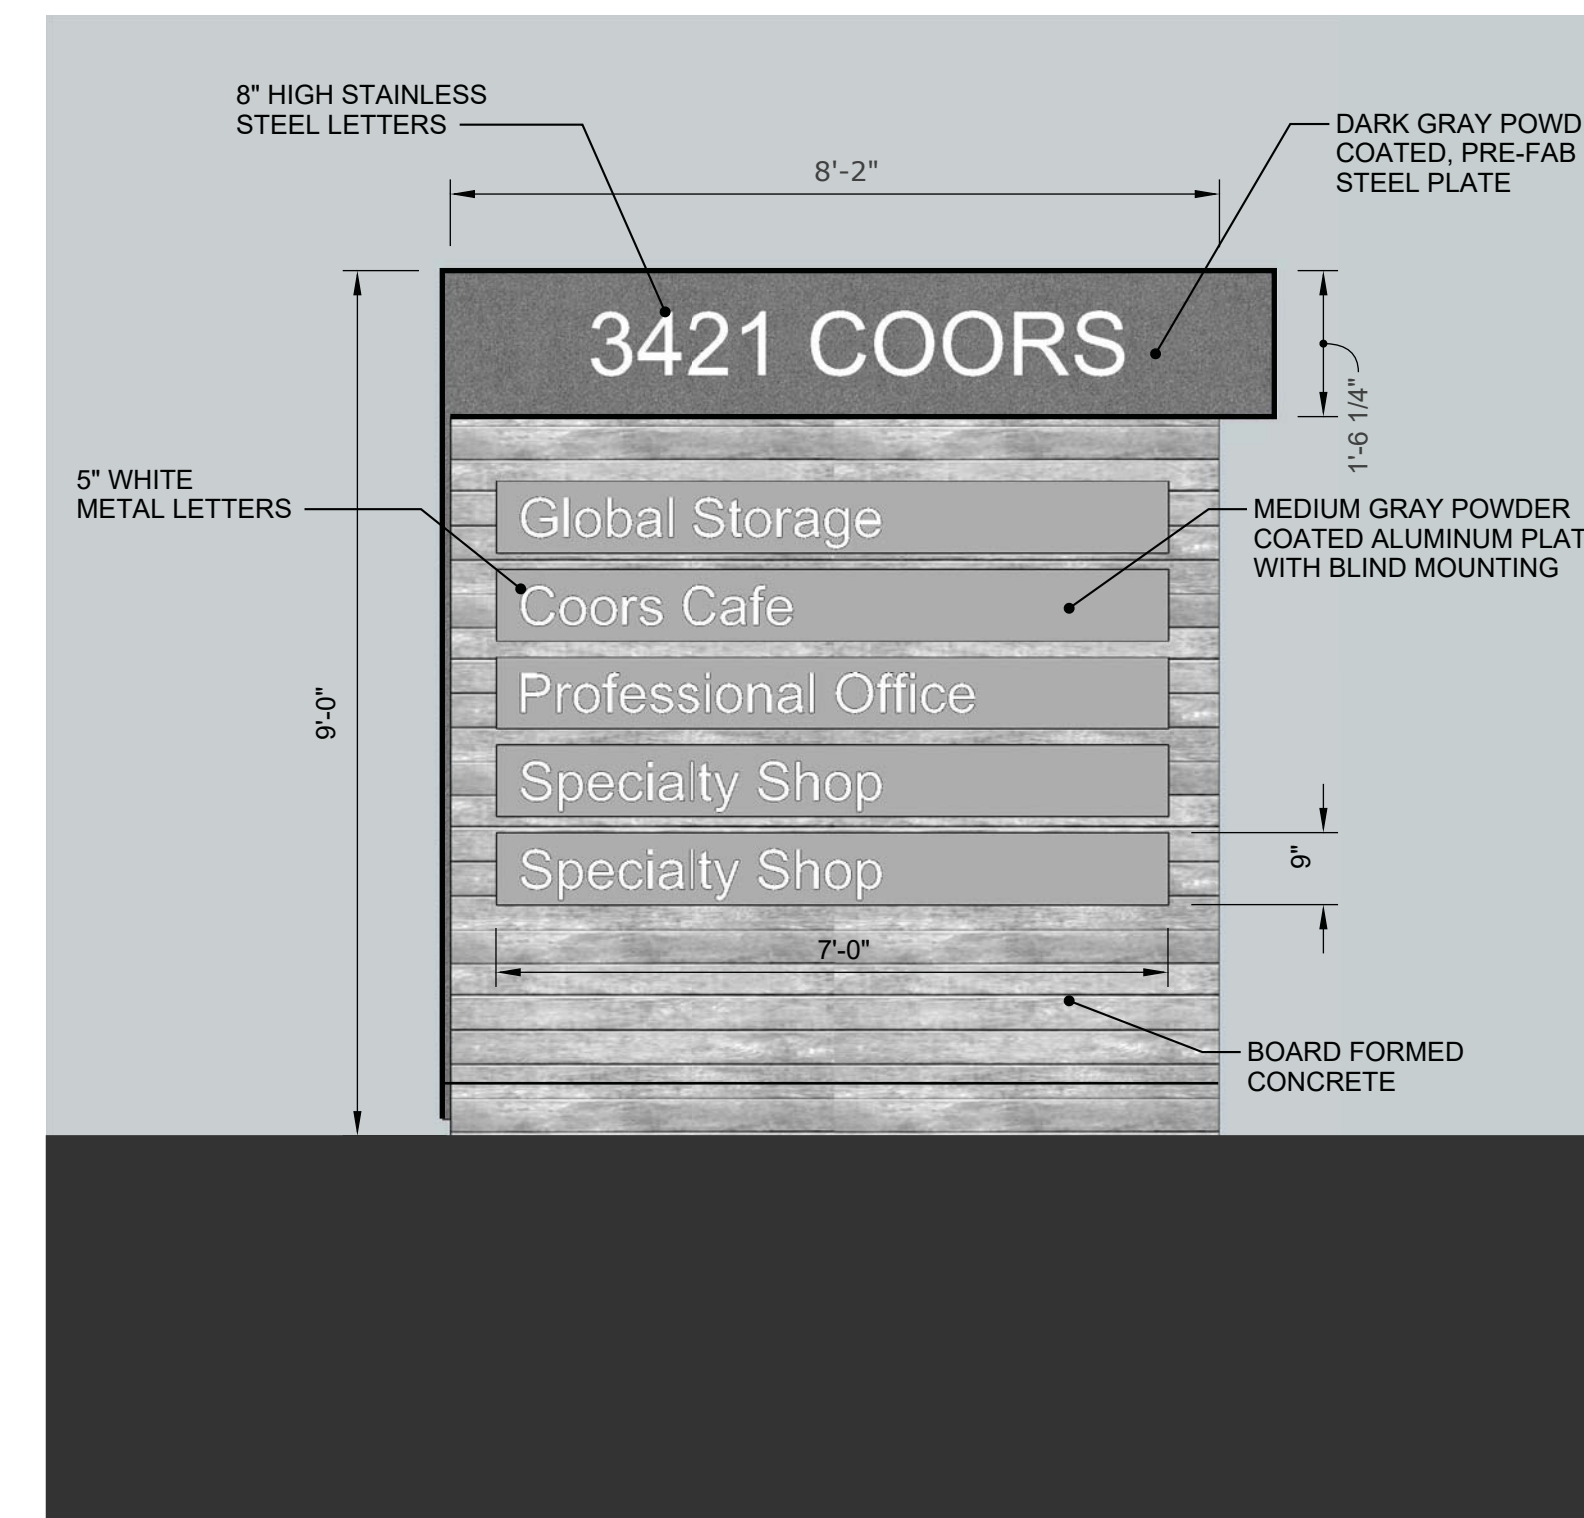 8" HIGH STAINLESS
STEEL LETTERS
DARK GRAY POWD
COATED, PRE-FAB
STEEL PLATE
8'-2"
3421 COORS
1'-6 1/4"
5" WHITE
METAL LETTERS
Global Storage
MEDIUM GRAY POWDER
COATED ALUMINUM PLAT
WITH BLIND MOUNTING
Coors Cafe
Professional Office
9'-0"
Specialty Shop
Specialty Shop
9"
7'-0"
BOARD FORMED
CONCRETE